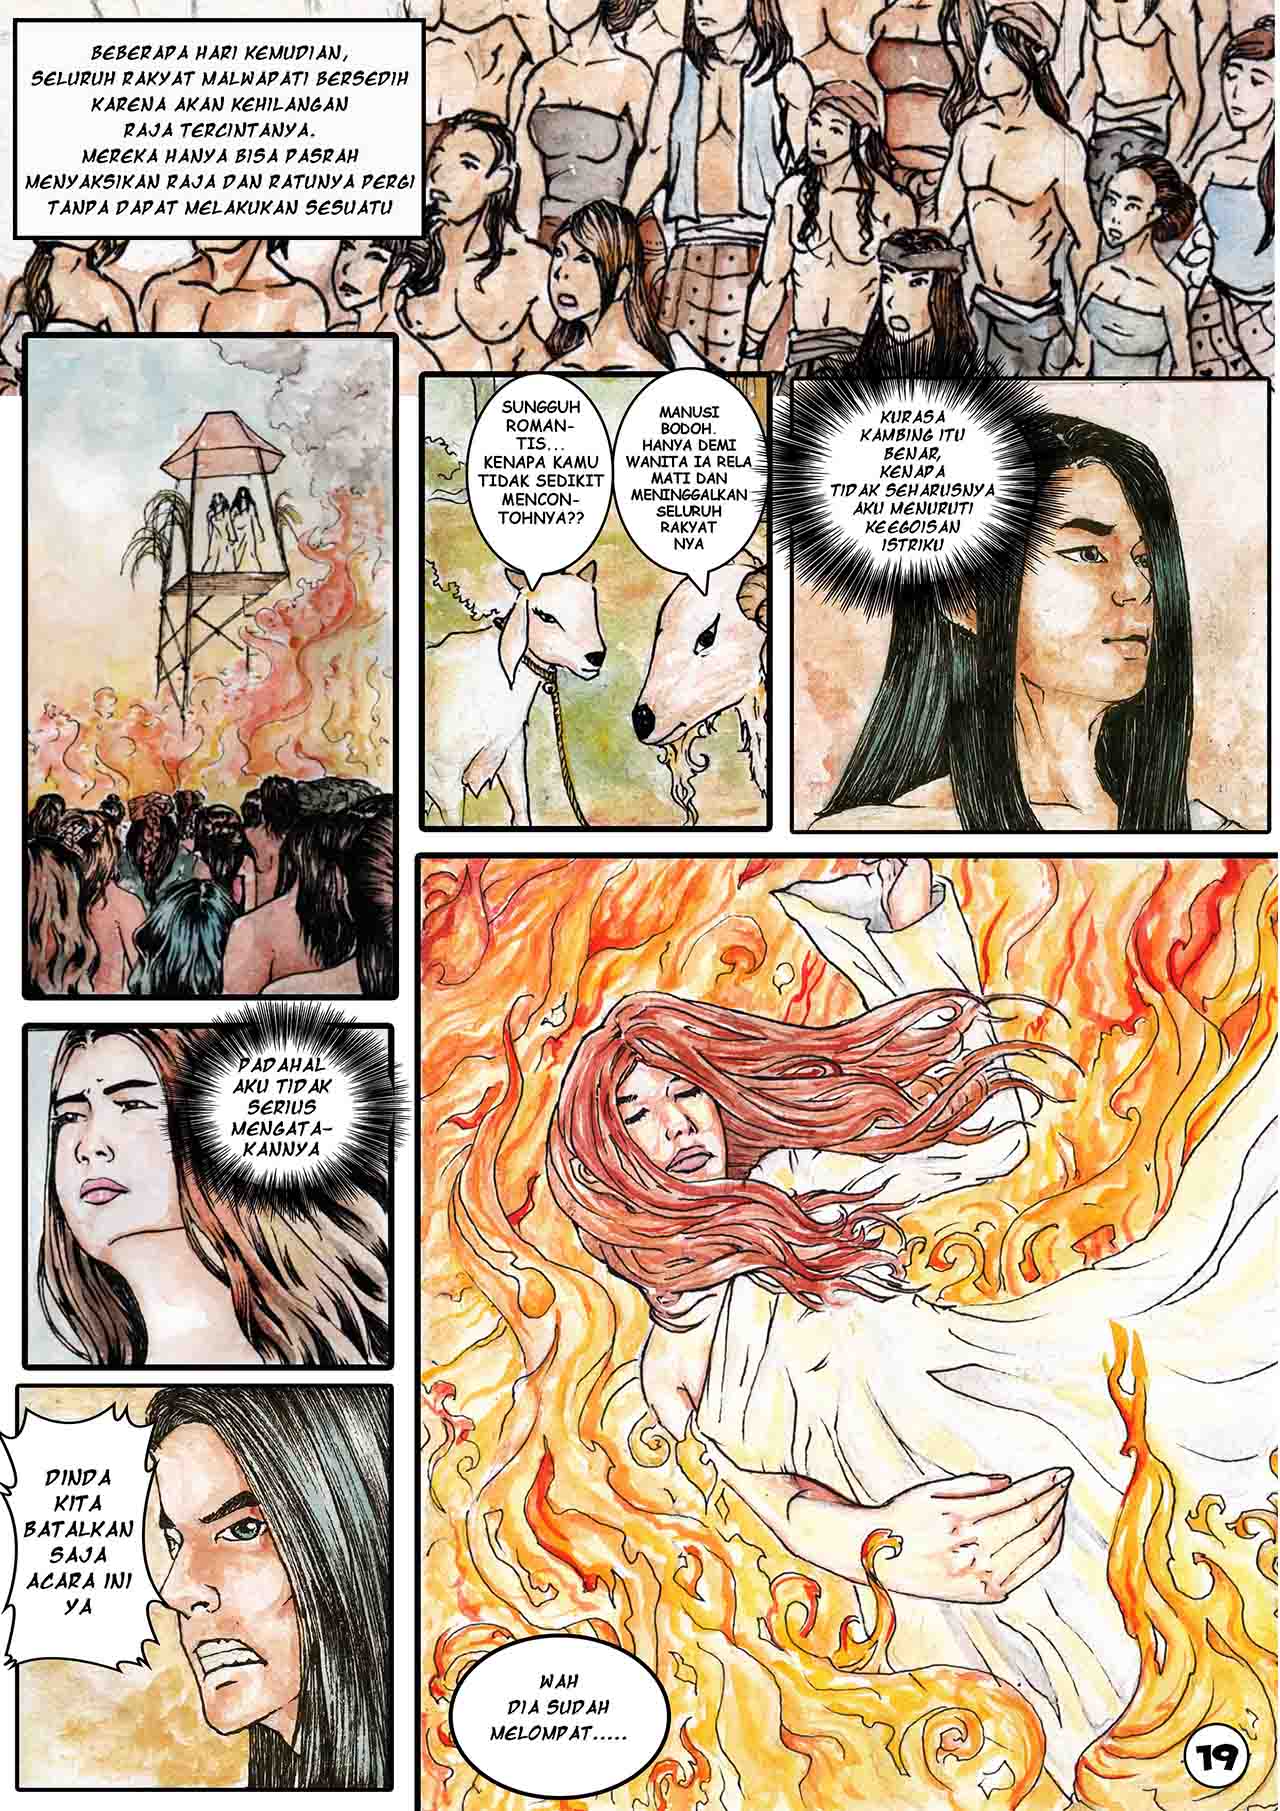 BEBERAPA HARI KEMUDIAN,
SELURUH RAKYAT MALWAPATI BERSEDIH
KARENA AKAN KEHILANGAN
RAJA TERCINTANYA.
MEREKA HANYA BISA PASRAH
MENYAKSIKAN RAJA DAN RATUNYA PERGI
TANPA DAPAT MELAKUKAN SESUATU
SUNGGUH
ROMAN-
TIS...
KENAPA KAMU
TIDAK SEDIKIT
MENCON-
TOHNYA??
MANUSI
BODOH.
HANYA DEMI
WANITA IA RELA
MATI DAN
MENINGGALKAN
SELURUH
RAKYAT
NYA
KURASA
KAMBING ITU
BENAR,
KENAPA
TIDAK SEHARUSNYA
AKU MENURUTI
KEEGOISAN
ISTRIKU
PADAHAL
AKU TIDAK
SERIUS
MENGATA-
KANNYA
DINDA
KITA
BATALKAN
SAJA
ACARA INI
YA
WAH
DIA SUDAH
MELOMPAT.....
19